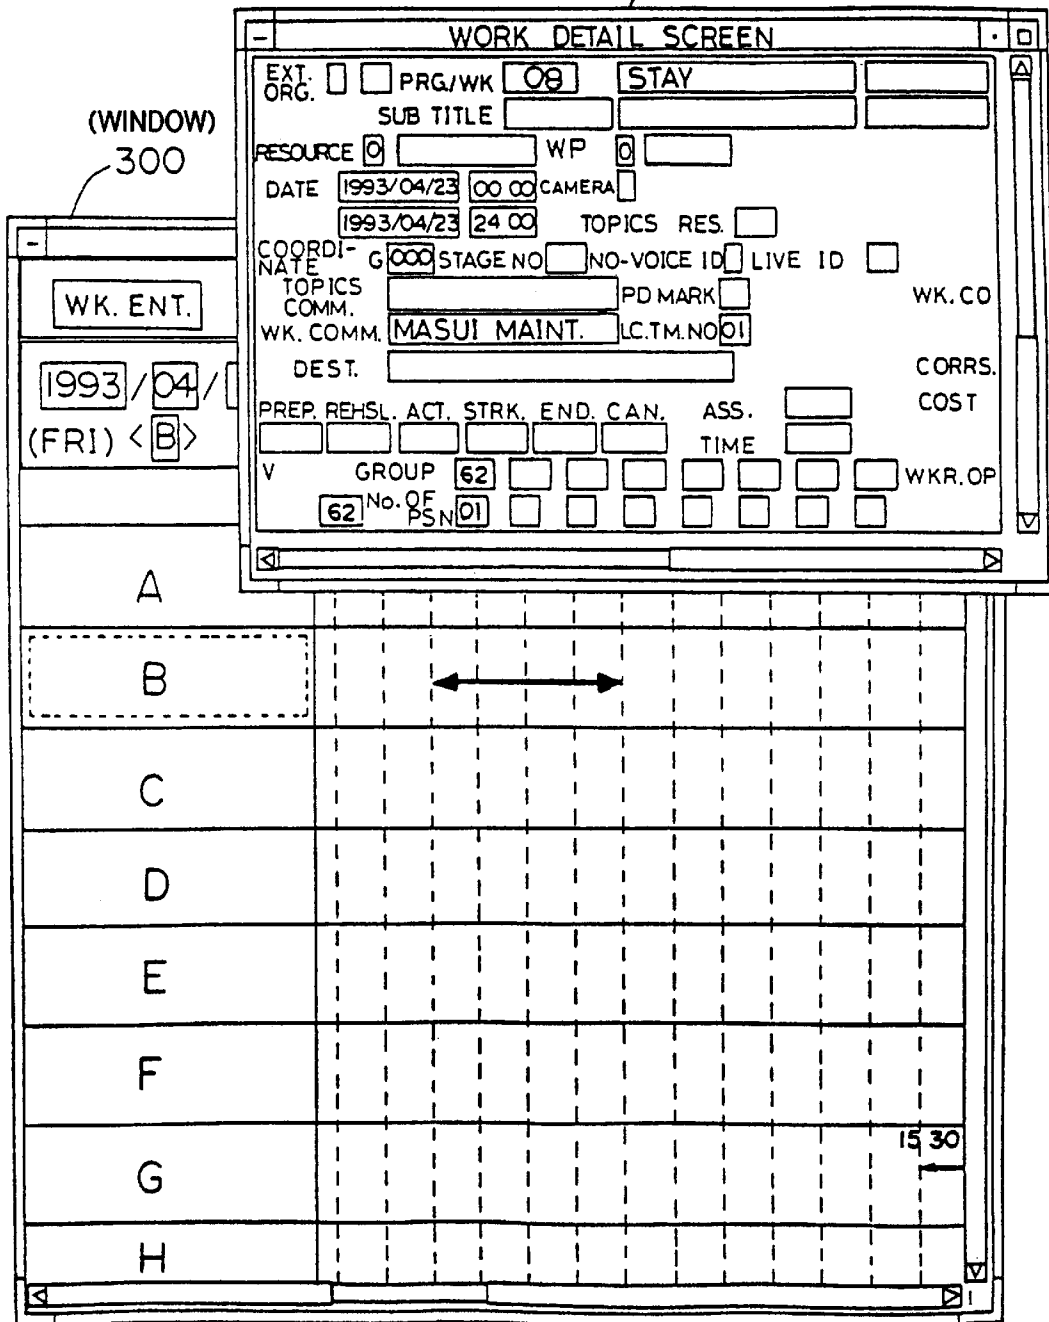 WORK DETAIL SCREEN
EXT. ORG. PRG/WK 08 STAY
SUB TITLE
RESOURCE 0 WP 0
DATE 1993/04/23 00 00 CAMERA
1993/04/23 24 00 TOPICS RES.
COORDI-NATE G 000 STAGE NO NO-VOICE ID LIVE ID
TOPICS COMM. PD MARK WK.CO
WK. COMM. MASUI MAINT. LC.TM.NO 01
DEST. CORRS.
COST
PREP. REHSL. ACT. STRK. END. CAN. ASS.
TIME
V GROUP 62 WKR.OP
62 No. OF PSN 01
(WINDOW)
300
WK. ENT.
1993/04/
(FRI) <B>
A
B
C
D
E
F
G
15 30
H